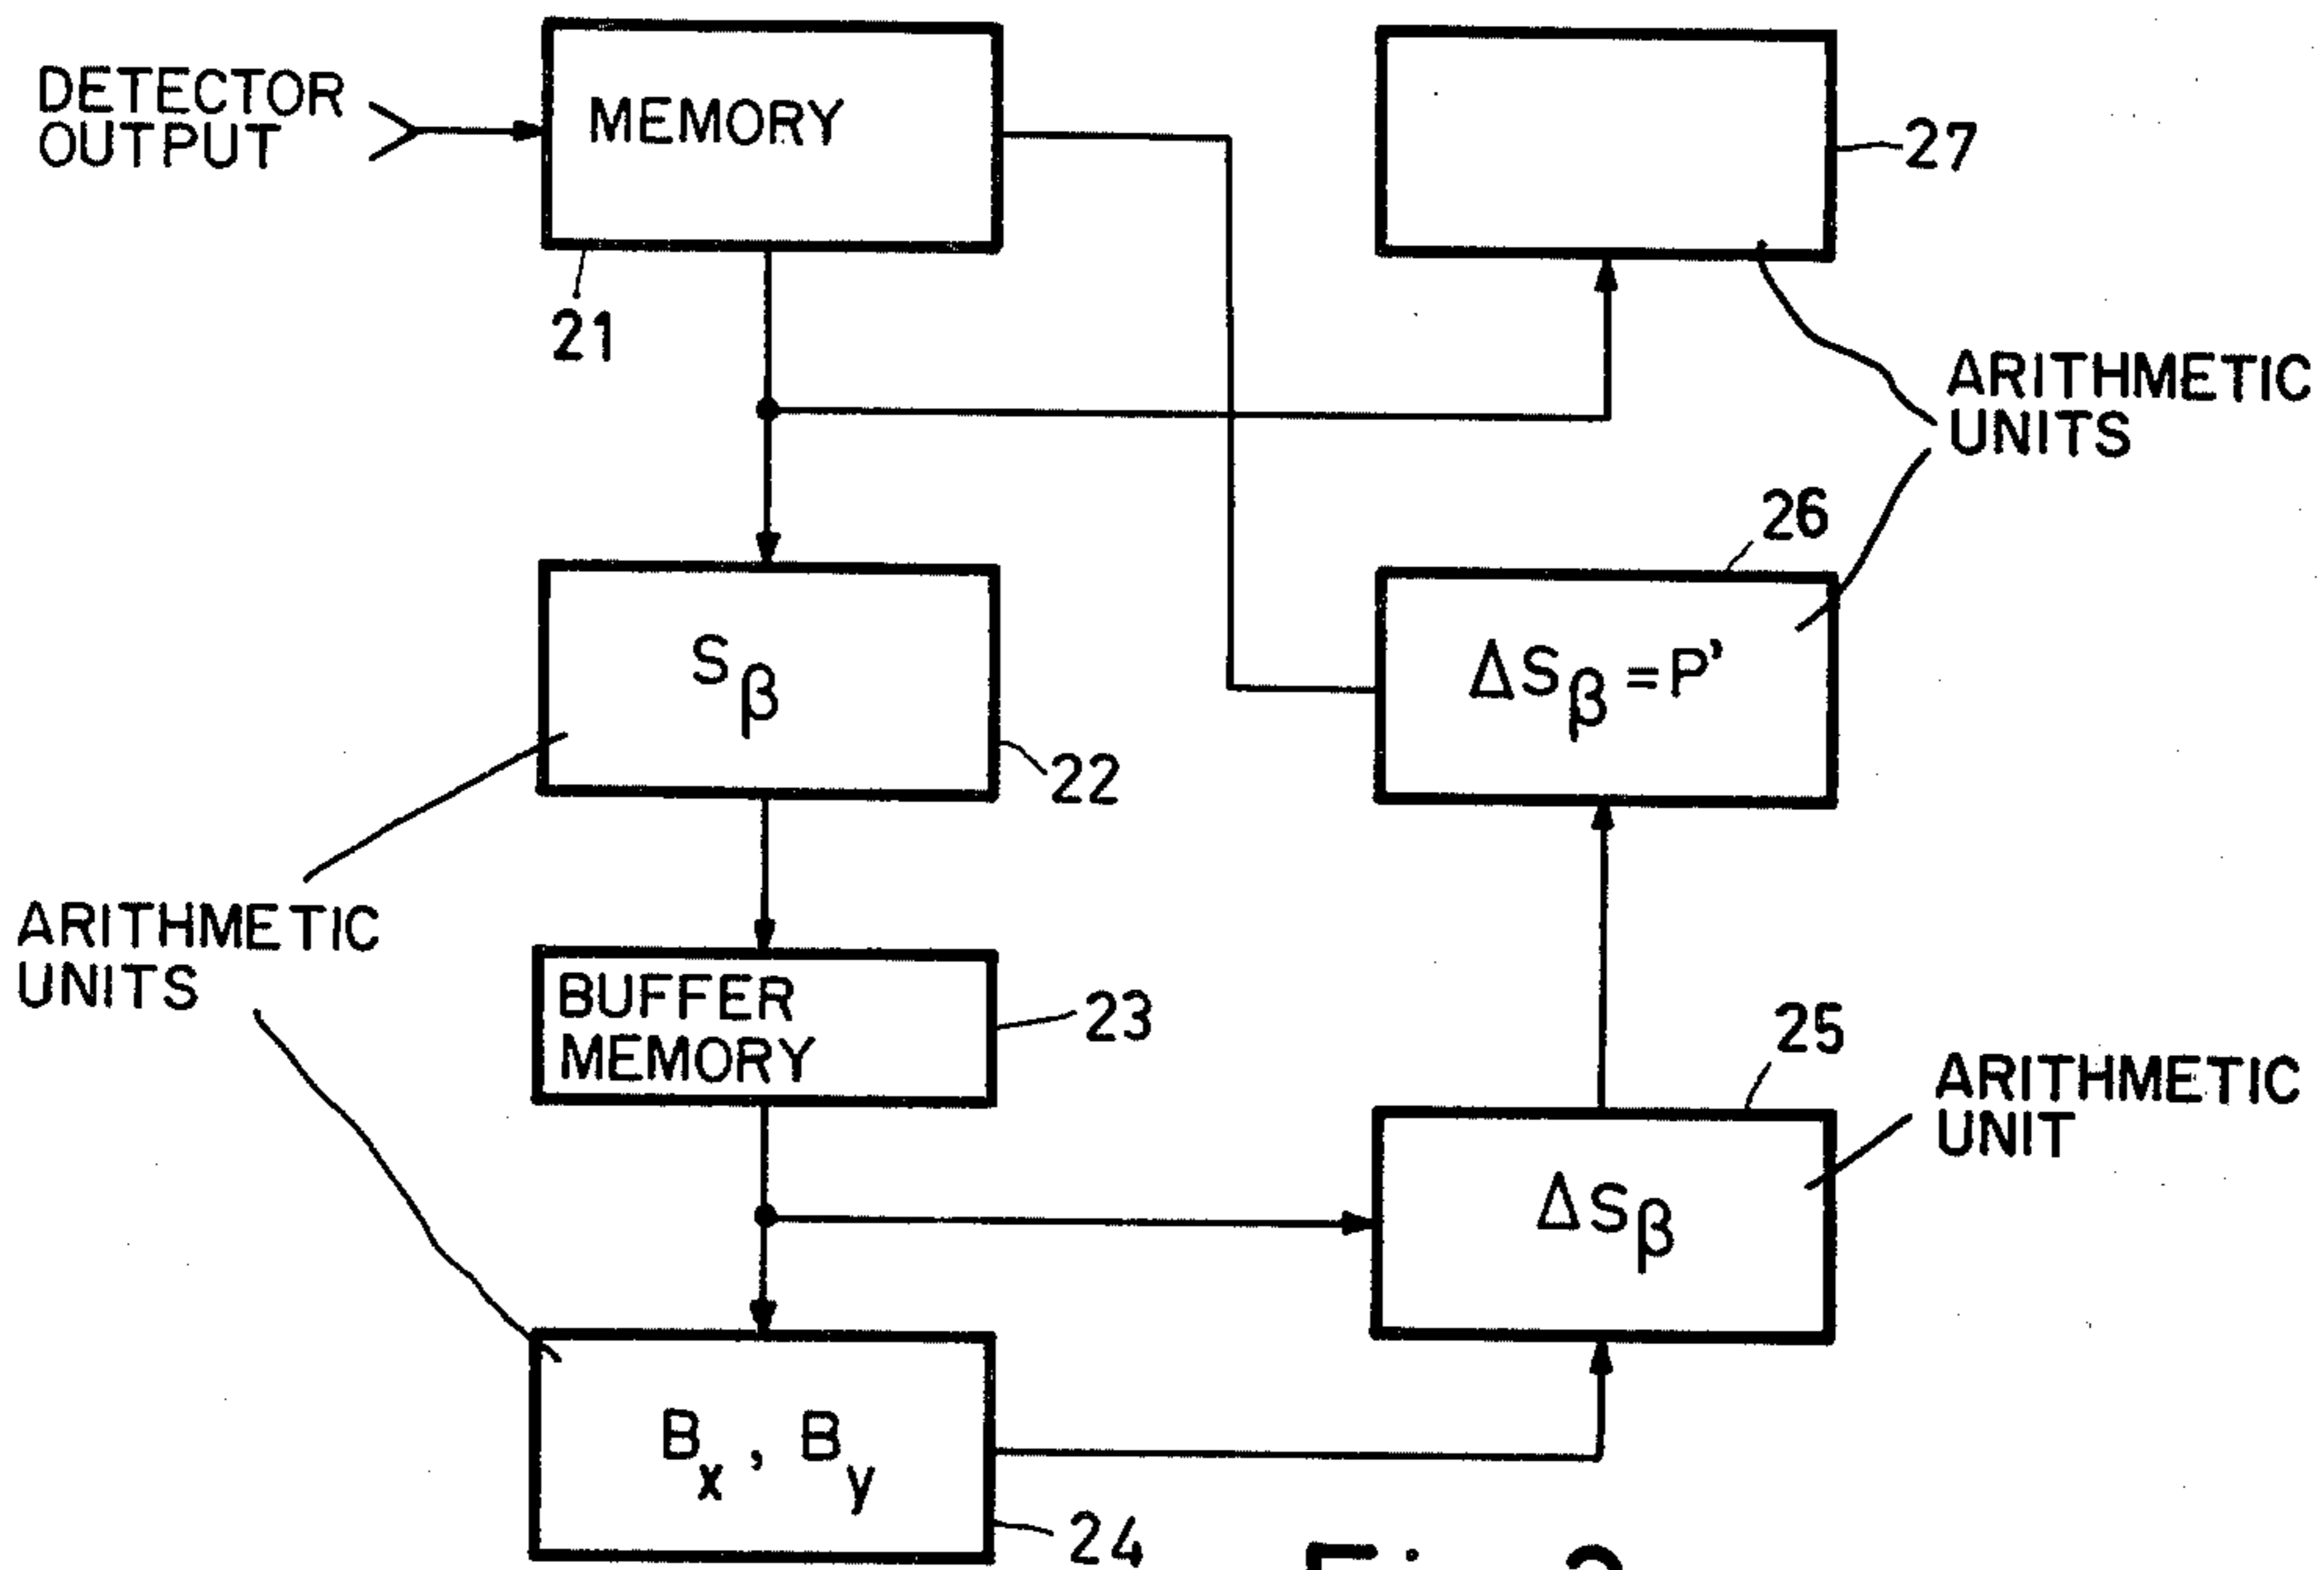 DETECTOR
OUTPUT
MEMORY
21
27
ARITHMETIC
UNITS
26
ΔSβ = P'
Sβ
22
ARITHMETIC
UNITS
BUFFER
MEMORY
23
25
ARITHMETIC
UNIT
ΔSβ
Bx, By
24